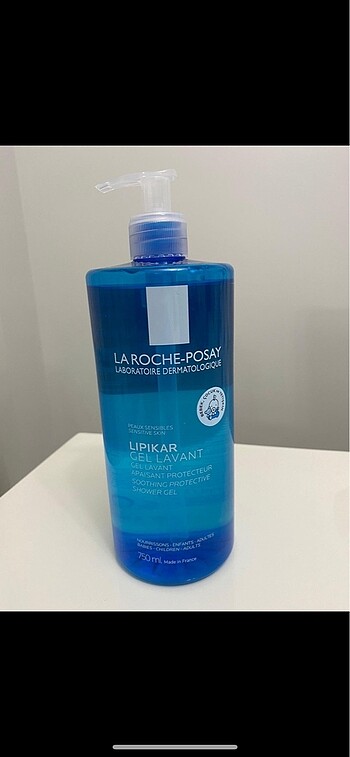 LA ROCHE-POSAY
LABORATOIRE DERMATOLOGIQUE
PEAUX SENSIBLES
SENSITIVE SKIN
LIPIKAR
GEL LAVANT
GEL LAVANT
APAISANT PROTECTEUR
SOOTHING PROTECTIVE
SHOWER GEL
NOURRISSONS - ENFANTS - ADULTES
BABIES - CHILDREN - ADULTS
750 ml. Made in France